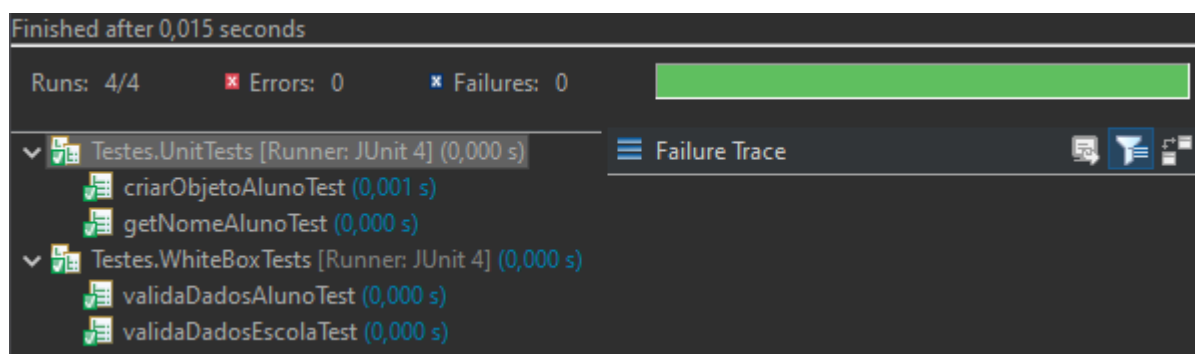 Finished after 0,015 seconds
Runs: 4/4 Errors: 0 Failures: 0
Testes.UnitTests [Runner: JUnit 4] (0,000 s)
Failure Trace
criarObjetoAlunoTest (0,001 s)
getNomeAlunoTest (0,000 s)
Testes.WhiteBoxTests [Runner: JUnit 4] (0,000 s)
validaDadosAlunoTest (0,000 s)
validaDadosEscolaTest (0,000 s)